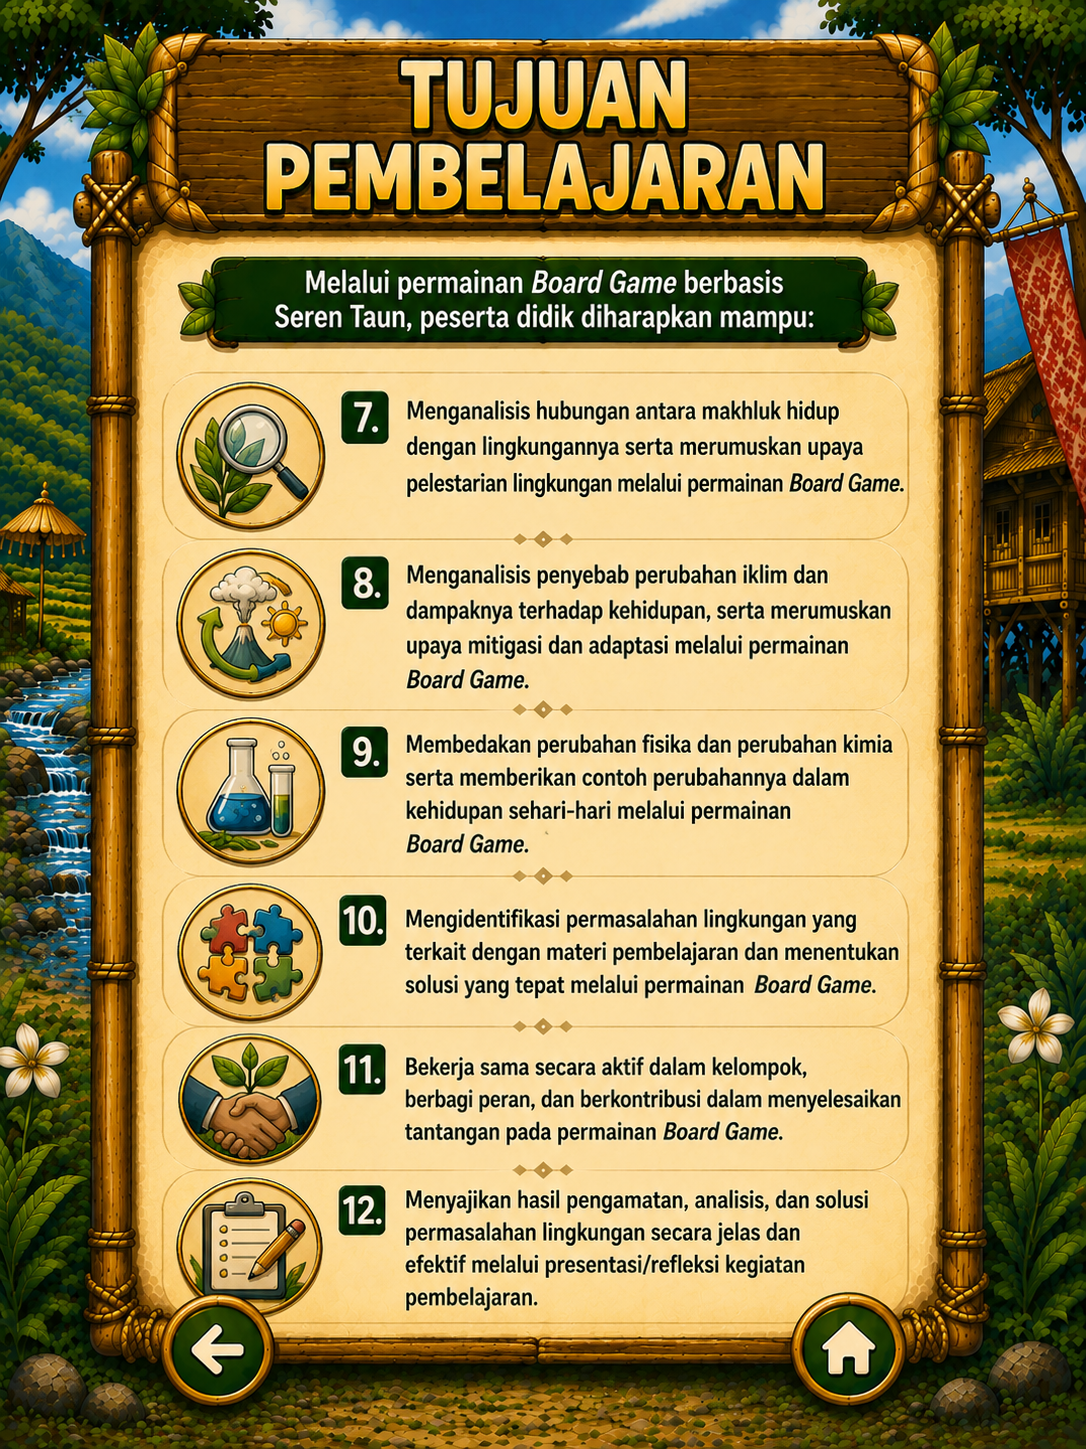 TUJUAN
PEMBELAJARAN
Melalui permainan Board Game berbasis
Seren Taun, peserta didik diharapkan mampu:
7. Menganalisis hubungan antara makhluk hidup
dengan lingkungannya serta merumuskan upaya
pelestarian lingkungan melalui permainan Board Game.
8. Menganalisis penyebab perubahan iklim dan
dampaknya terhadap kehidupan, serta merumuskan
upaya mitigasi dan adaptasi melalui permainan
Board Game.
9. Membedakan perubahan fisika dan perubahan kimia
serta memberikan contoh perubahannya dalam
kehidupan sehari-hari melalui permainan
Board Game.
10. Mengidentifikasi permasalahan lingkungan yang
terkait dengan materi pembelajaran dan menentukan
solusi yang tepat melalui permainan Board Game.
11. Bekerja sama secara aktif dalam kelompok,
berbagi peran, dan berkontribusi dalam menyelesaikan
tantangan pada permainan Board Game.
12. Menyajikan hasil pengamatan, analisis, dan solusi
permasalahan lingkungan secara jelas dan
efektif melalui presentasi/refleksi kegiatan
pembelajaran.